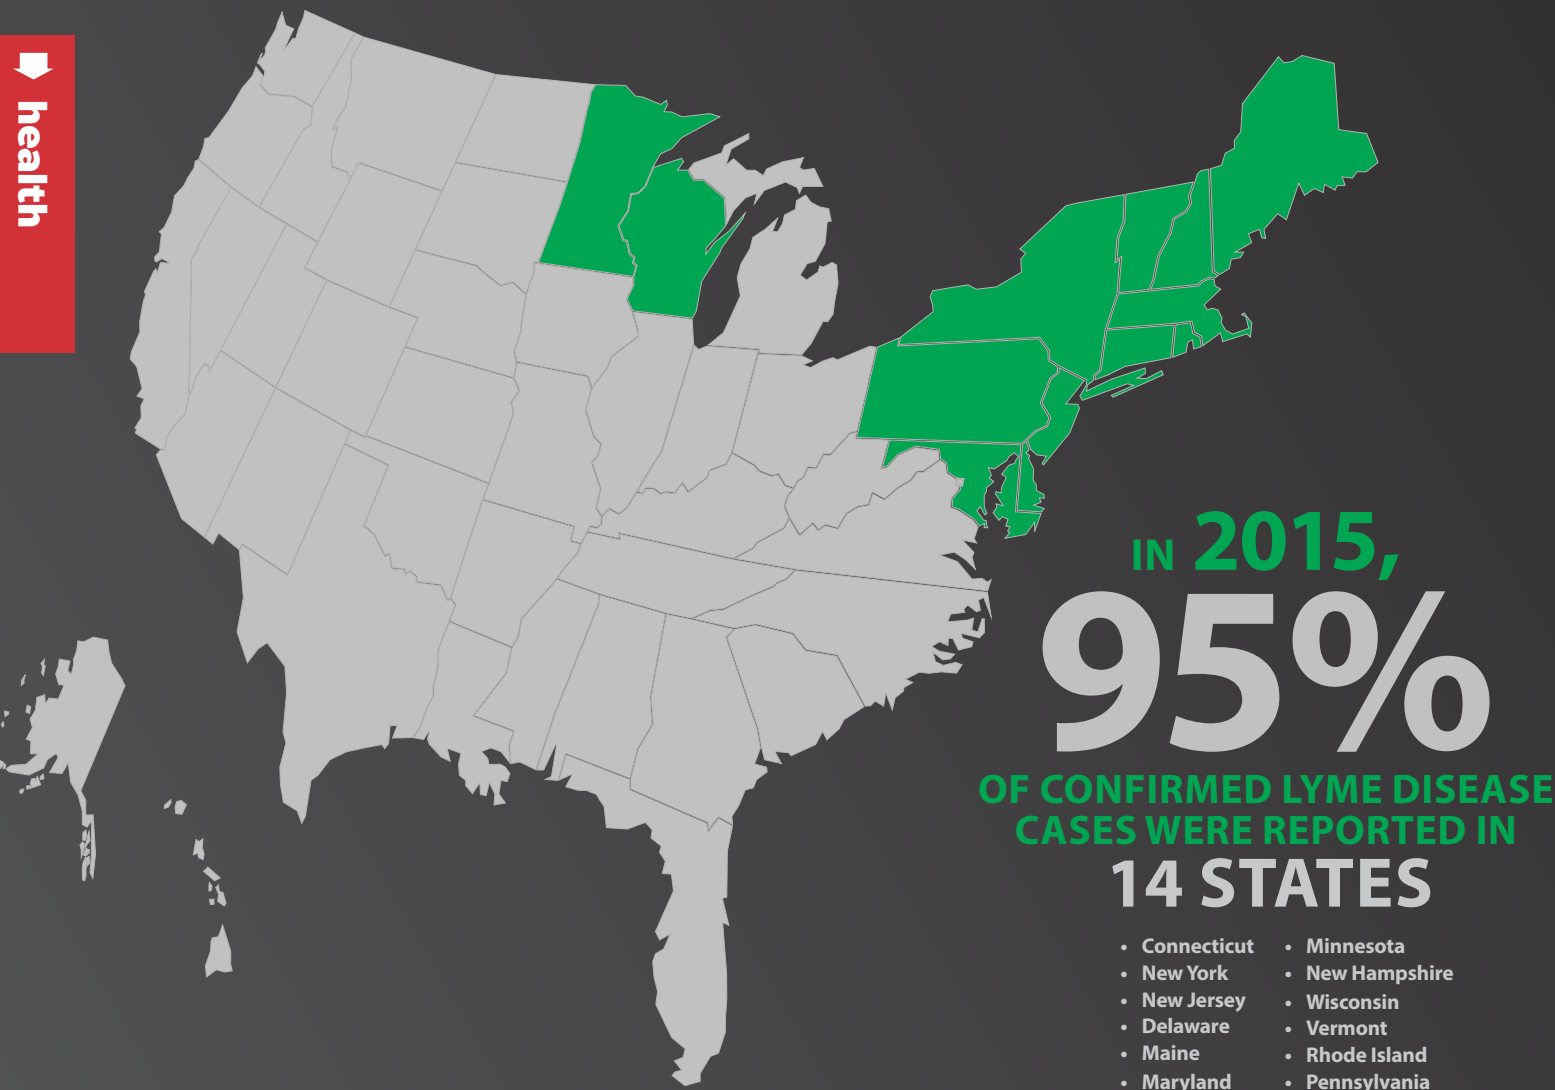 health
IN 2015,
95%
OF CONFIRMED LYME DISEASE
CASES WERE REPORTED IN
14 STATES
• Connecticut
• New York
• New Jersey
• Delaware
• Maine
• Maryland
• Minnesota
• New Hampshire
• Wisconsin
• Vermont
• Rhode Island
• Pennsylvania